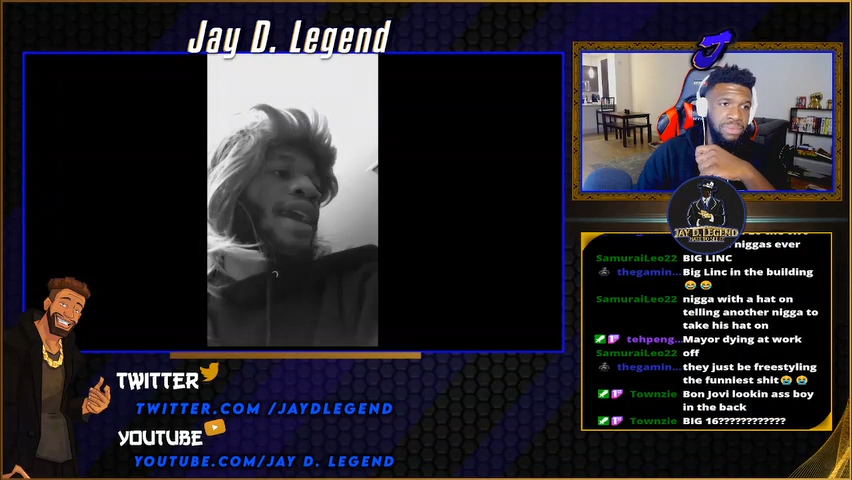 Jay D. Legend
J
JAY D. LEGEND
niggas ever
SamuraiLeo22 BIG LINC
thegamin... Big Linc in the building
😂😂
SamuraiLeo22 nigga with a hat on
telling another nigga to
take his hat on
tehpeng... Mayor dying at work
SamuraiLeo22 off
thegamin... they just be freestyling
the funniest shit😭😭
Townzie Bon Jovi lookin ass boy
in the back
Townzie BIG 16????????????
TWITTER
TWITTER.COM /JAYDLEGEND
YOUTUBE
YOUTUBE.COM/JAY D. LEGEND